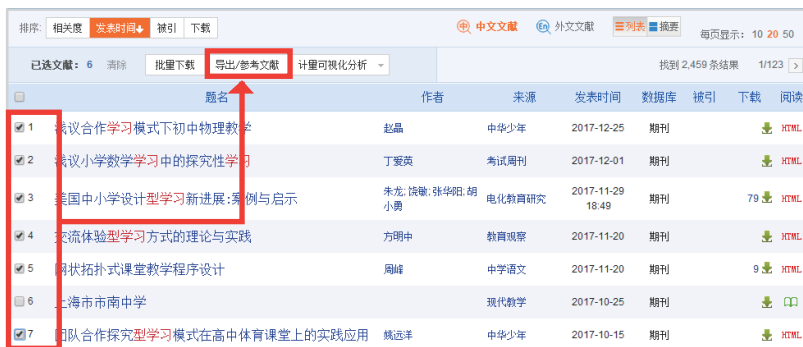 排序: 相关度 发表时间↓ 被引 下载 中 中文文献 En 外文文献 列表 摘要 每页显示: 10 20 50
已选文献: 6 清除 批量下载 导出/参考文献 计量可视化分析 找到 2,459 条结果 1/123 >
题名 作者 来源 发表时间 数据库 被引 下载 阅读
1 浅议合作学习模式下初中物理教学 赵晶 中华少年 2017-12-25 期刊 HTML
2 浅议小学数学学习中的探究性学习 丁爱英 考试周刊 2017-12-01 期刊 HTML
3 美国中小学设计型学习新进展:案例与启示 朱龙;饶敏;张华阳;胡小勇 电化教育研究 2017-11-29 18:49 期刊 79 HTML
4 交流体验型学习方式的理论与实践 方明中 教育观察 2017-11-20 期刊 HTML
5 网状拓扑式课堂教学程序设计 周峰 中学语文 2017-11-20 期刊 9 HTML
6 上海市市南中学 现代教学 2017-10-25 期刊
7 团队合作探究型学习模式在高中体育课堂上的实践应用 姚远洋 中华少年 2017-10-15 期刊 HTML